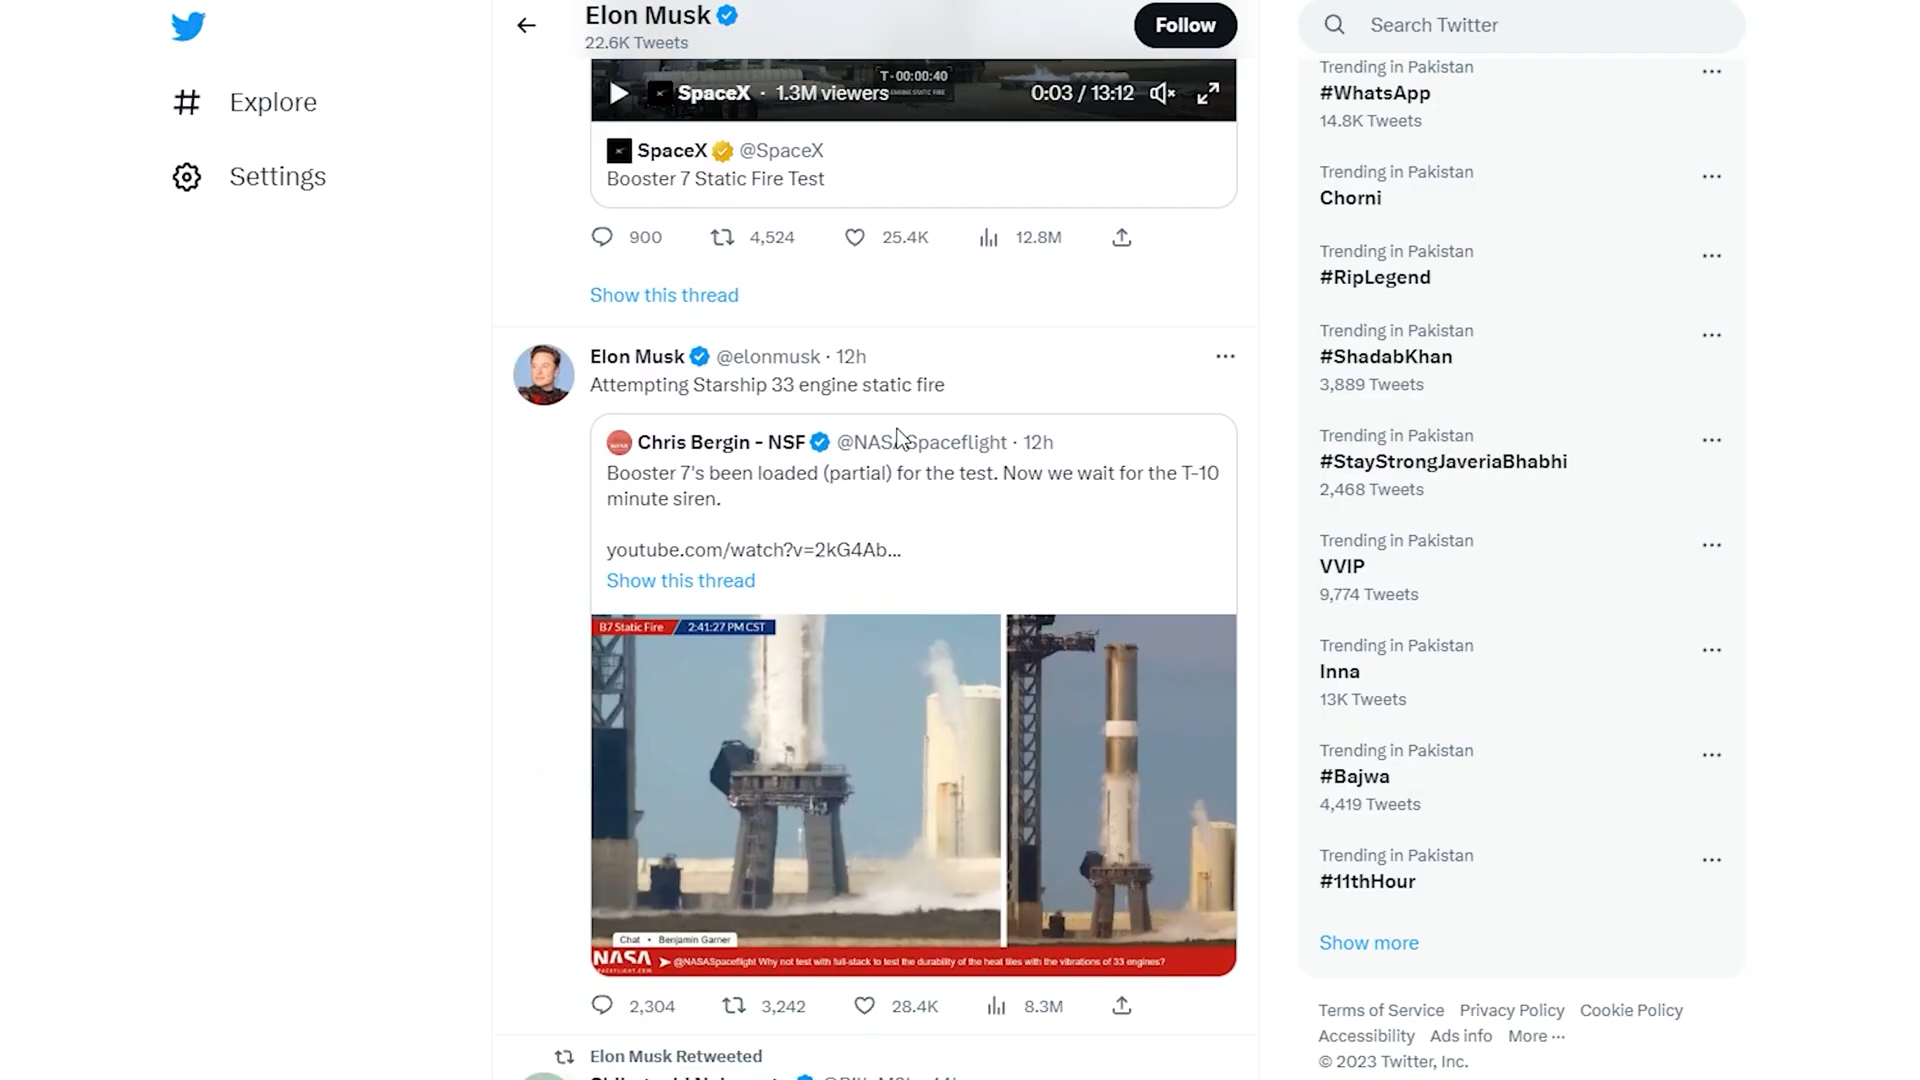 Explore
Settings
Elon Musk
22.6K Tweets
Follow
T-00:00:40
ENGINE STATIC FIRE
SpaceX · 1.3M viewers
0:03 / 13:12
SpaceX @SpaceX
Booster 7 Static Fire Test
900 4,524 25.4K 12.8M
Show this thread
Elon Musk @elonmusk · 12h
Attempting Starship 33 engine static fire
Chris Bergin - NSF @NASASpaceflight · 12h
Booster 7's been loaded (partial) for the test. Now we wait for the T-10
minute siren.
youtube.com/watch?v=2kG4Ab...
Show this thread
B7 Static Fire 2:41:27 PM CST
Chat • Benjamin Garner
NASA
SPACEFLIGHT.COM
@NASASpaceflight Why not test with full-stack to test the durability of the heat tiles with the vibrations of 33 engines?
2,304 3,242 28.4K 8.3M
Elon Musk Retweeted
Search Twitter
Trending in Pakistan
#WhatsApp
14.8K Tweets
Trending in Pakistan
Chorni
Trending in Pakistan
#RipLegend
Trending in Pakistan
#ShadabKhan
3,889 Tweets
Trending in Pakistan
#StayStrongJaveriaBhabhi
2,468 Tweets
Trending in Pakistan
VVIP
9,774 Tweets
Trending in Pakistan
Inna
13K Tweets
Trending in Pakistan
#Bajwa
4,419 Tweets
Trending in Pakistan
#11thHour
Show more
Terms of Service Privacy Policy Cookie Policy
Accessibility Ads info More ···
© 2023 Twitter, Inc.